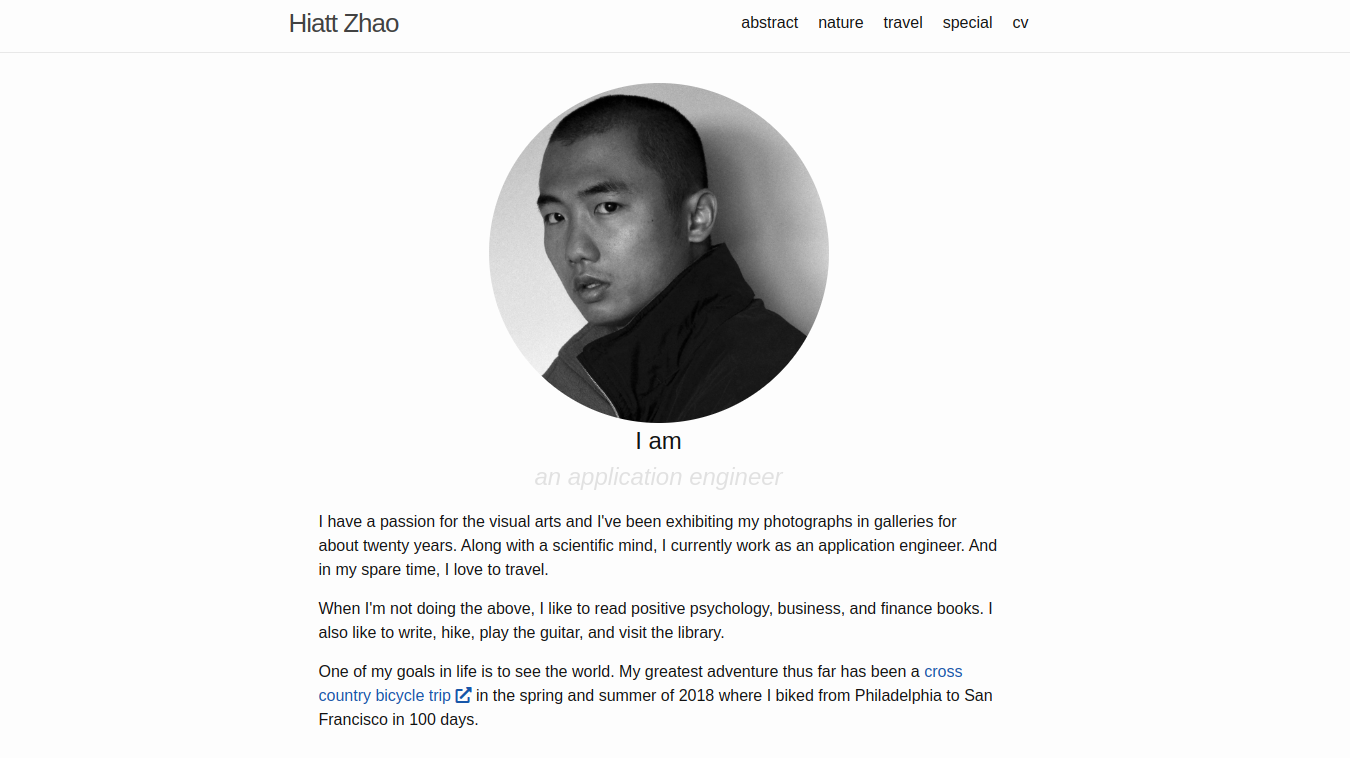 Hiatt Zhao
abstract nature travel special cv
I am
an application engineer
I have a passion for the visual arts and I've been exhibiting my photographs in galleries for
about twenty years. Along with a scientific mind, I currently work as an application engineer. And
in my spare time, I love to travel.
When I'm not doing the above, I like to read positive psychology, business, and finance books. I
also like to write, hike, play the guitar, and visit the library.
One of my goals in life is to see the world. My greatest adventure thus far has been a cross
country bicycle trip in the spring and summer of 2018 where I biked from Philadelphia to San
Francisco in 100 days.